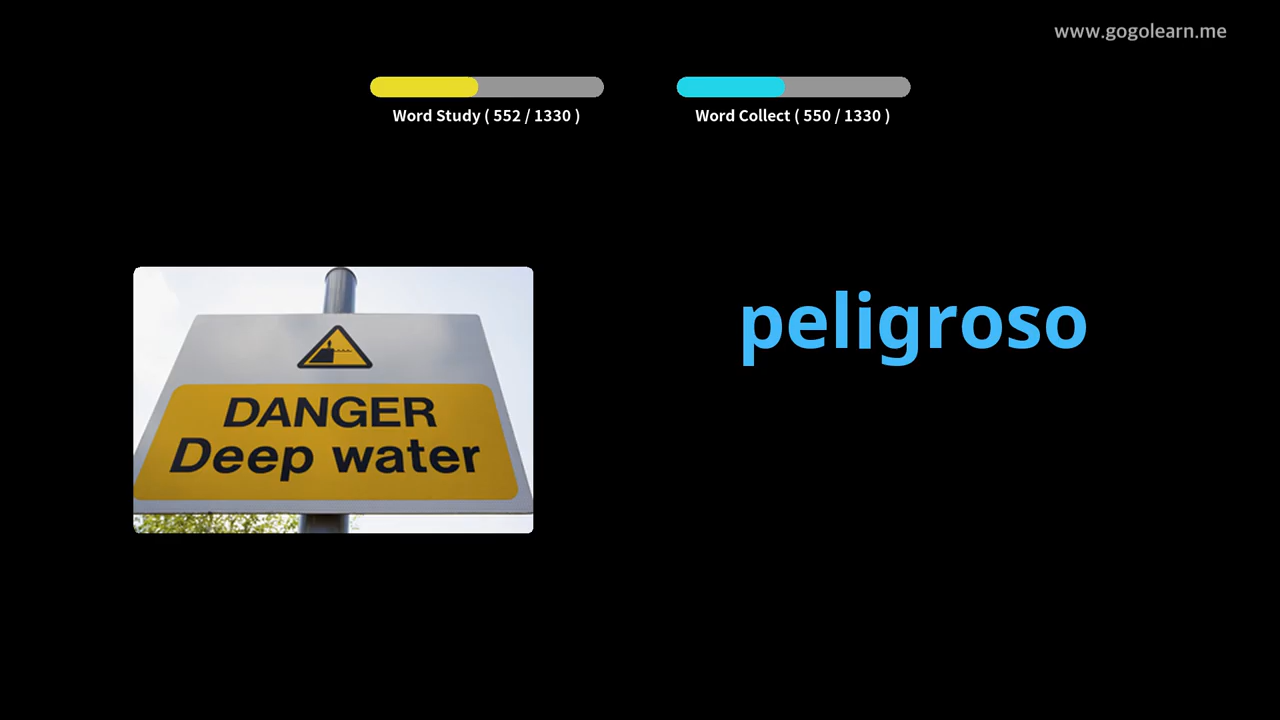 www.gogolearn.me
Word Study ( 552 / 1330 )
Word Collect ( 550 / 1330 )
DANGER
Deep water
peligroso